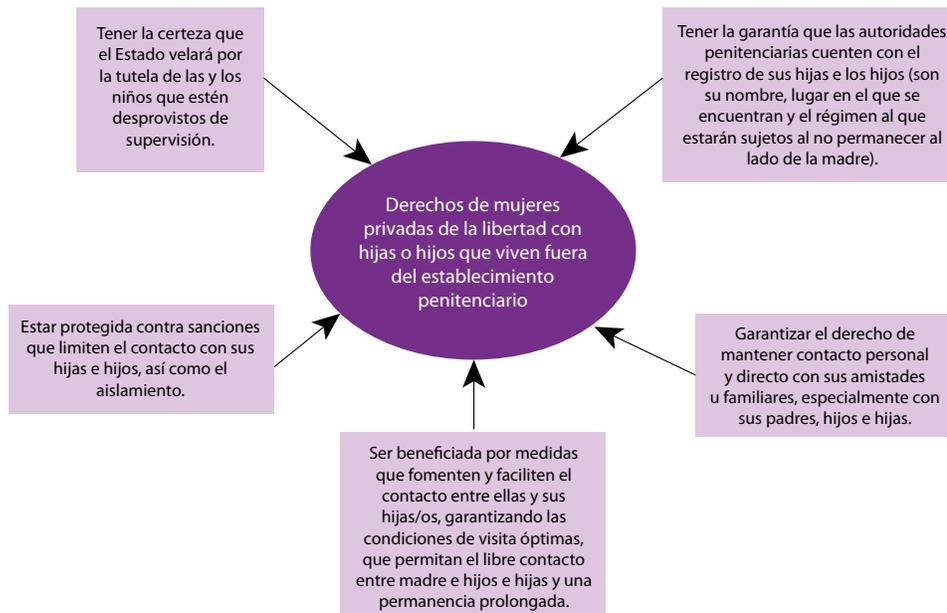 Tener la certeza que
el Estado velará por
la tutela de las y los
niños que estén
desprovistos de
supervisión.
Tener la garantía que las autoridades
penitenciarias cuenten con el
registro de sus hijas e los hijos (son
su nombre, lugar en el que se
encuentran y el régimen al que
estarán sujetos al no permanecer al
lado de la madre).
Derechos de mujeres
privadas de la libertad con
hijas o hijos que viven fuera
del establecimiento
penitenciario
Estar protegida contra sanciones
que limiten el contacto con sus
hijas e hijos, así como el
aislamiento.
Garantizar el derecho de
mantener contacto personal
y directo con sus amistades
u familiares, especialmente con
sus padres, hijos e hijas.
Ser beneficiada por medidas
que fomenten y faciliten el
contacto entre ellas y sus
hijas/os, garantizando las
condiciones de visita óptimas,
que permitan el libre contacto
entre madre e hijos e hijas y una
permanencia prolongada.